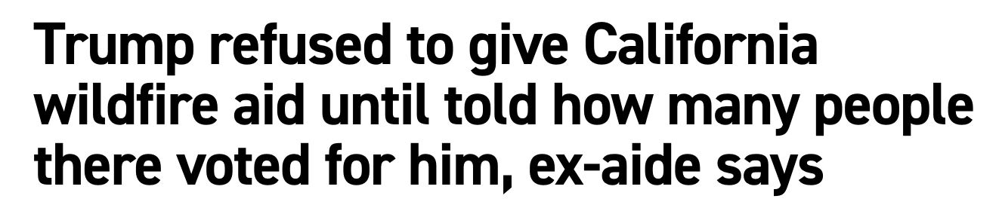 Trump refused to give California
wildfire aid until told how many people
there voted for him, ex-aide says